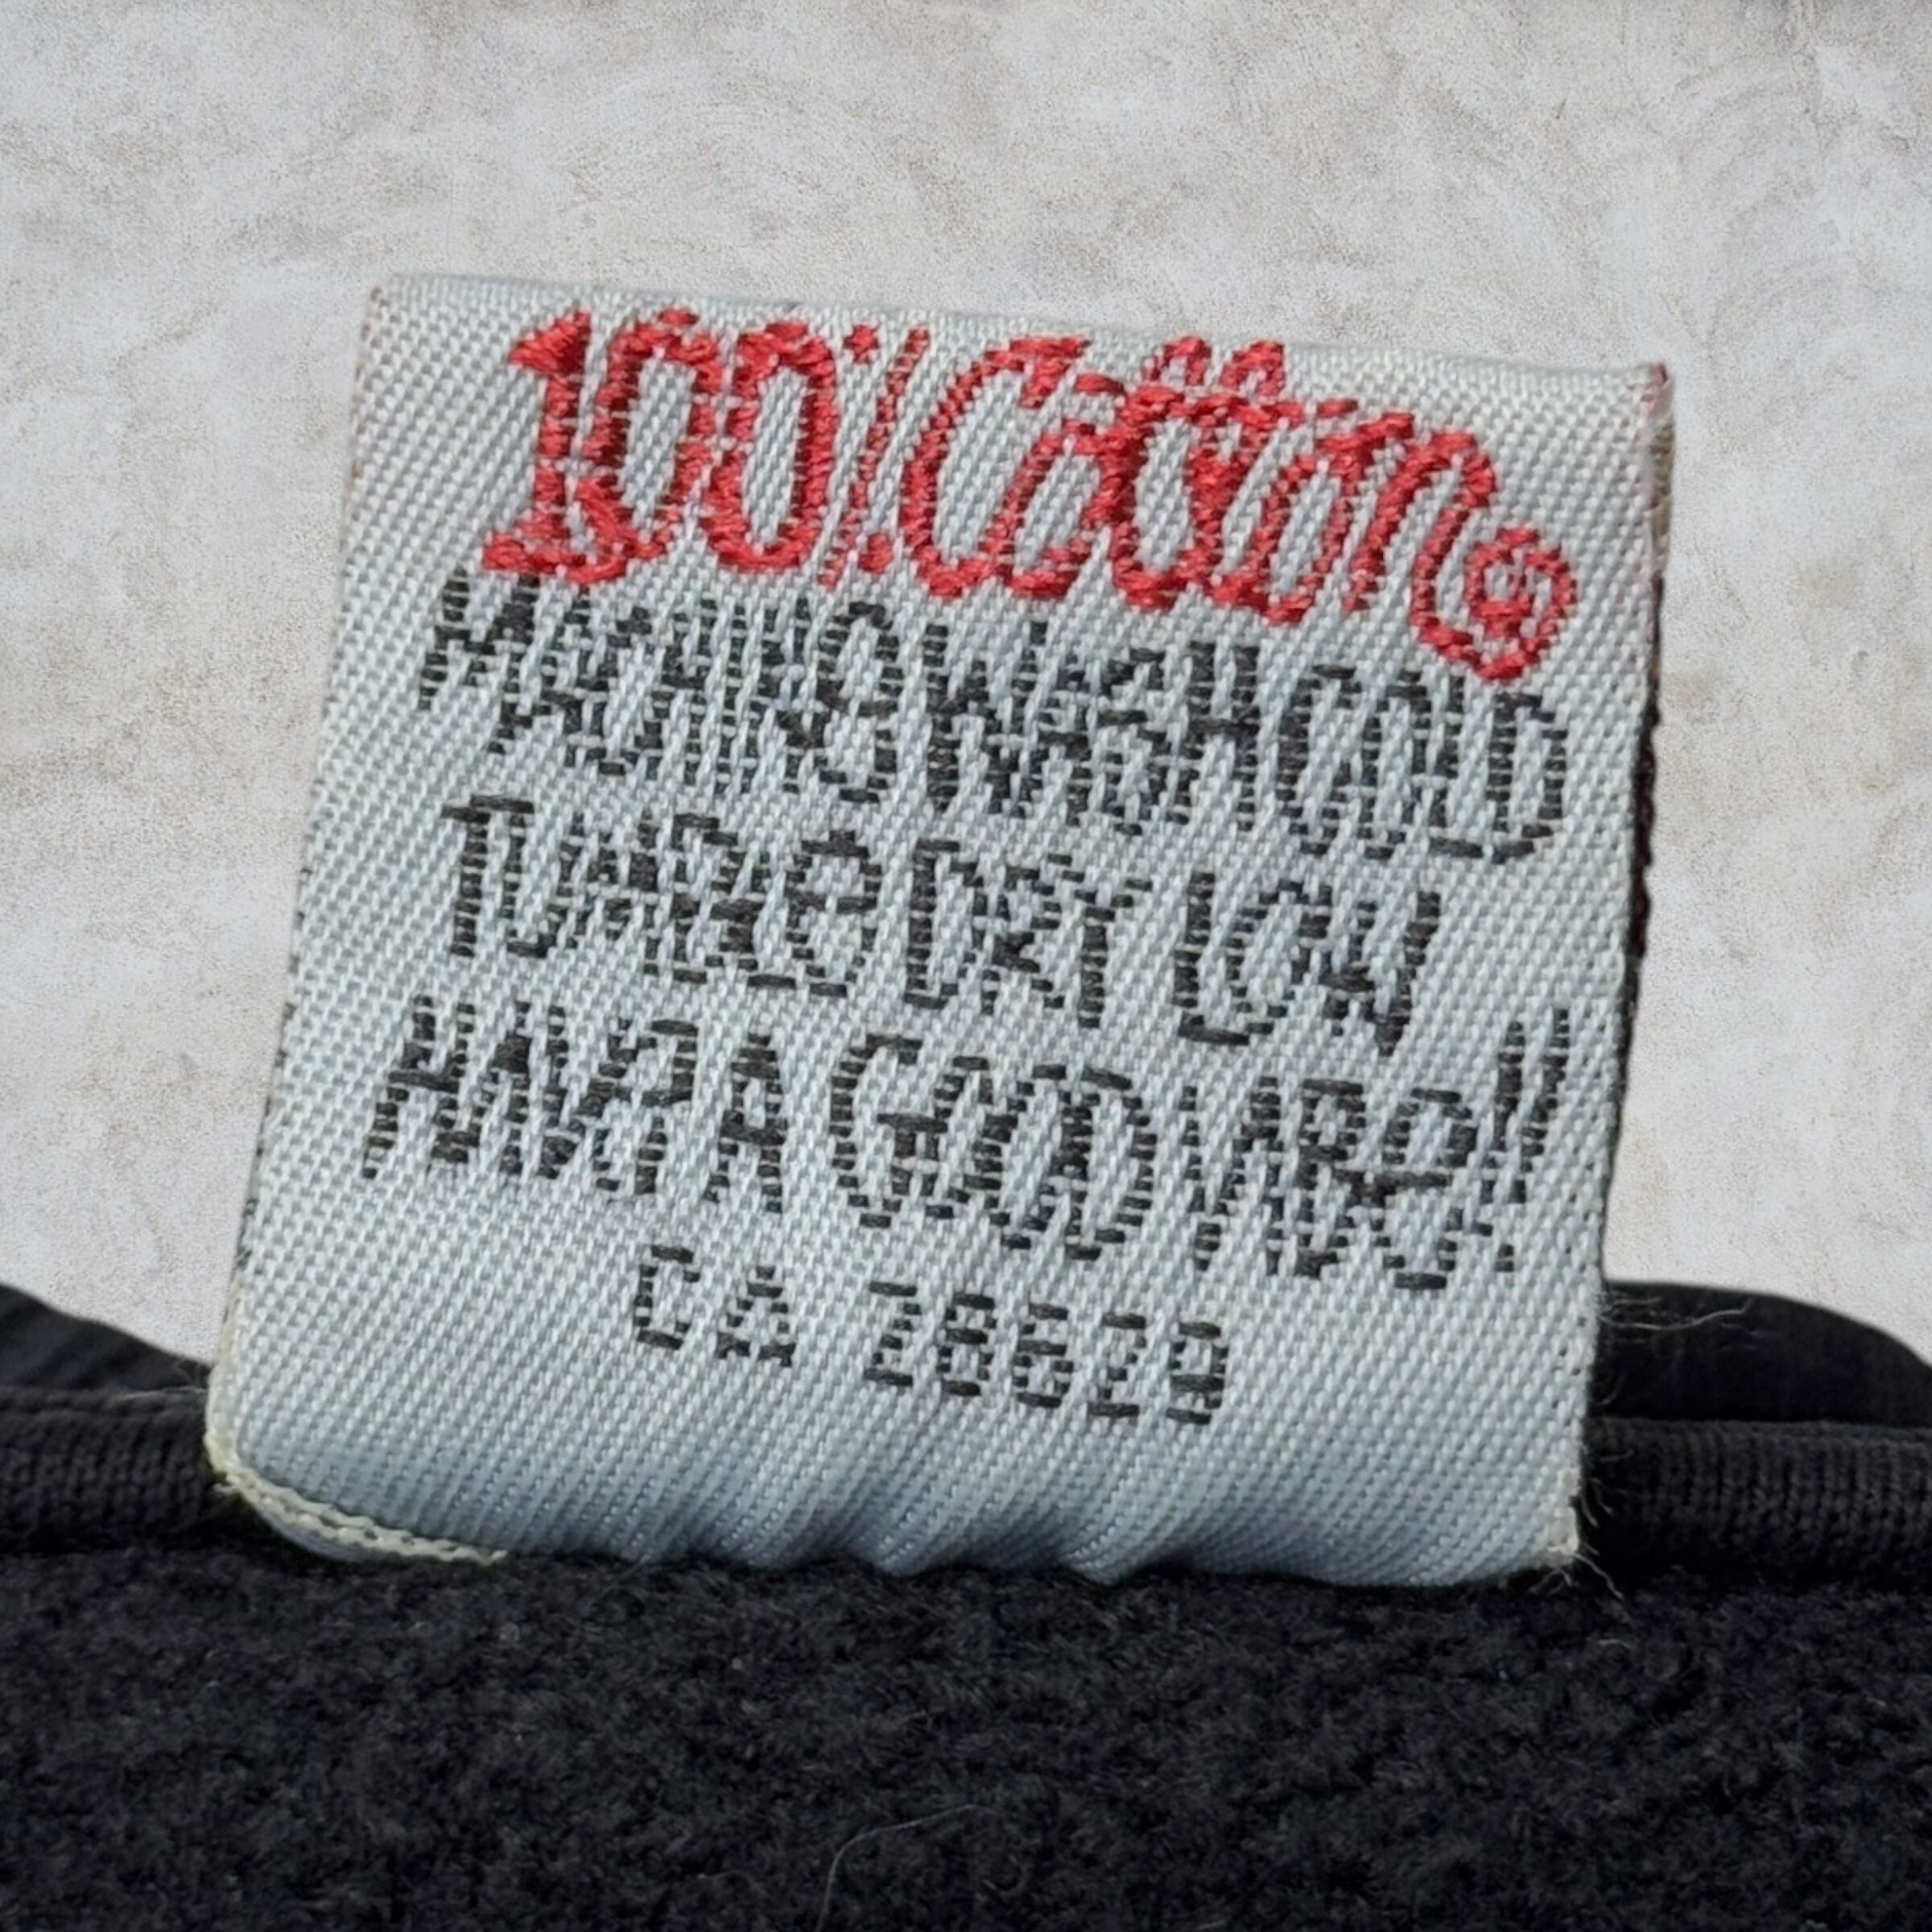 100% Cotton
MACHINE WASH COLD
TUMBLE DRY LOW
HAVE A GOOD VIBE!!
CA 28629